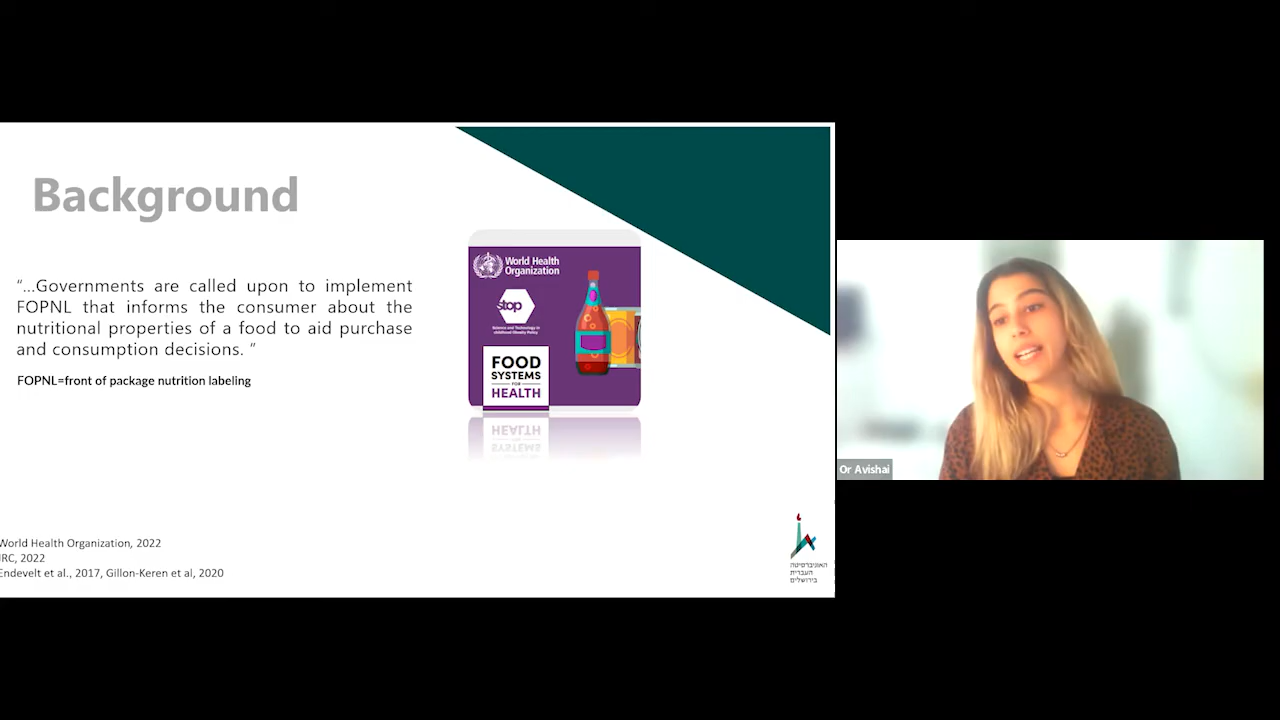 Background
“...Governments are called upon to implement
FOPNL that informs the consumer about the
nutritional properties of a food to aid purchase
and consumption decisions. ”
FOPNL=front of package nutrition labeling
World Health
Organization
stop
Science and Technology in
childhood Obesity Policy
FOOD
SYSTEMS
FOR
HEALTH
World Health Organization, 2022
JRC, 2022
Endevelt et al., 2017, Gillon-Keren et al, 2020
האוניברסיטה
העברית
בירושלים
Or Avishai